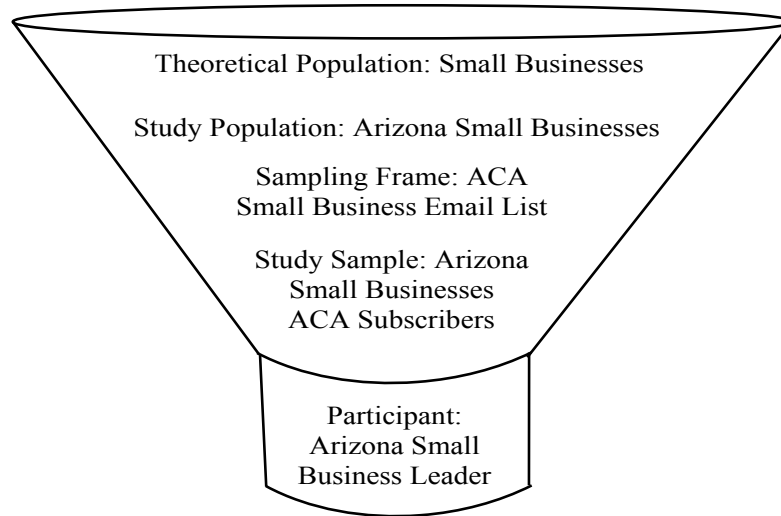 Theoretical Population: Small Businesses
Study Population: Arizona Small Businesses
Sampling Frame: ACA
Small Business Email List
Study Sample: Arizona
Small Businesses
ACA Subscribers
Participant:
Arizona Small
Business Leader